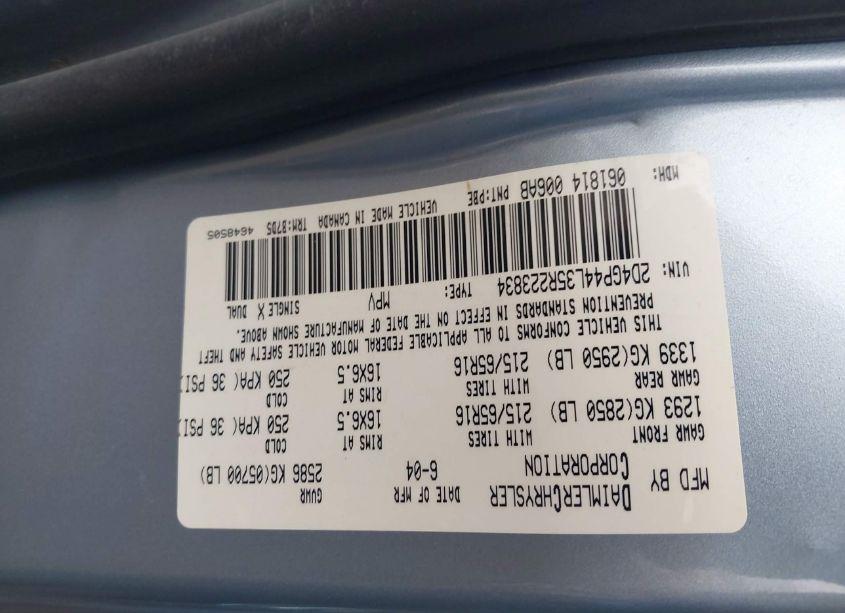 MFD BY DAIMLERCHRYSLER CORPORATION DATE OF MFR 6-04 GVWR 2586 KG(05700 LB)
GAWR FRONT WITH TIRES RIMS AT COLD
1293 KG(2850 LB) 215/65R16 16X6.5 250 KPA( 36 PSI)
GAWR REAR WITH TIRES RIMS AT COLD
1339 KG(2950 LB) 215/65R16 16X6.5 250 KPA( 36 PSI)
THIS VEHICLE CONFORMS TO ALL APPLICABLE FEDERAL MOTOR VEHICLE SAFETY AND THEFT
PREVENTION STANDARDS IN EFFECT ON THE DATE OF MANUFACTURE SHOWN ABOVE.
VIN: 2D4GP44L35R223834 TYPE: MPV SINGLE X DUAL
MDH: 061814 006AB PNT:PBE VEHICLE MADE IN CANADA TRM:B7D5 4648505